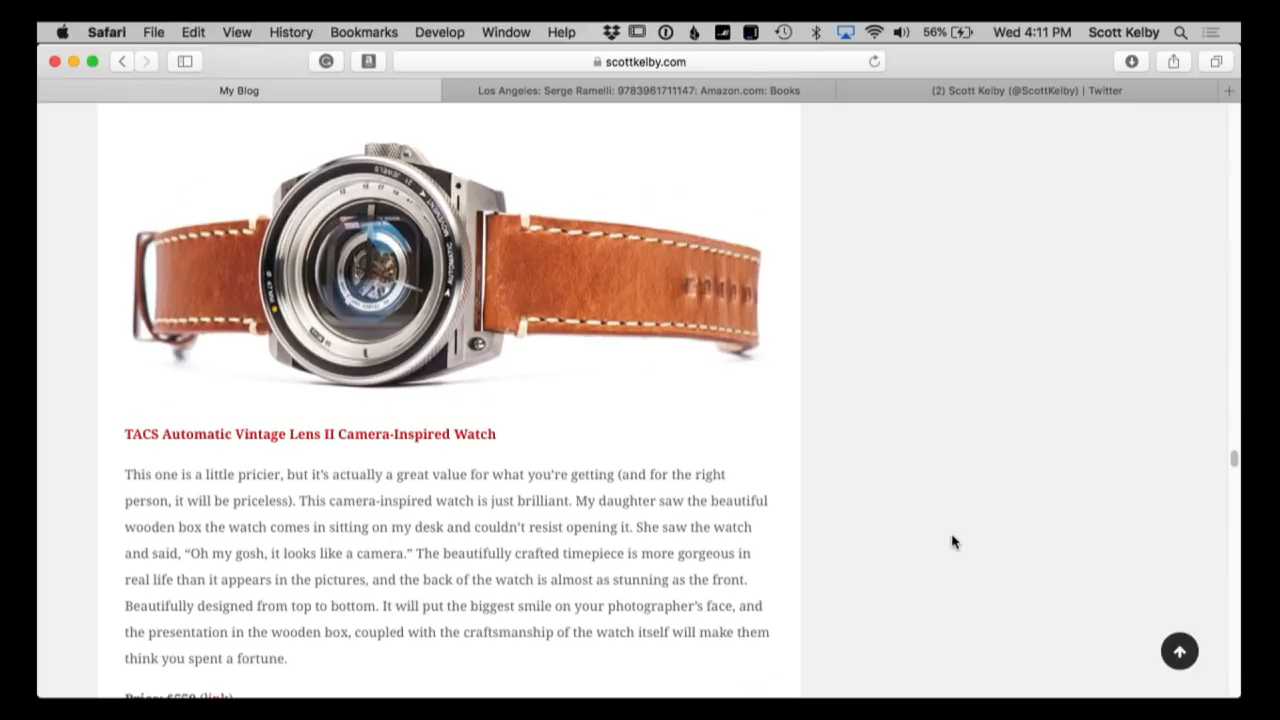 Safari File Edit View History Bookmarks Develop Window Help 56% Wed 4:11 PM Scott Kelby
scottkelby.com
My Blog Los Angeles: Serge Ramelli: 9783961711147: Amazon.com: Books (2) Scott Kelby (@ScottKelby) | Twitter
AUTOMATIC
TACS Automatic Vintage Lens II Camera-Inspired Watch
This one is a little pricier, but it’s actually a great value for what you’re getting (and for the right
person, it will be priceless). This camera-inspired watch is just brilliant. My daughter saw the beautiful
wooden box the watch comes in sitting on my desk and couldn’t resist opening it. She saw the watch
and said, “Oh my gosh, it looks like a camera.” The beautifully crafted timepiece is more gorgeous in
real life than it appears in the pictures, and the back of the watch is almost as stunning as the front.
Beautifully designed from top to bottom. It will put the biggest smile on your photographer’s face, and
the presentation in the wooden box, coupled with the craftsmanship of the watch itself will make them
think you spent a fortune.